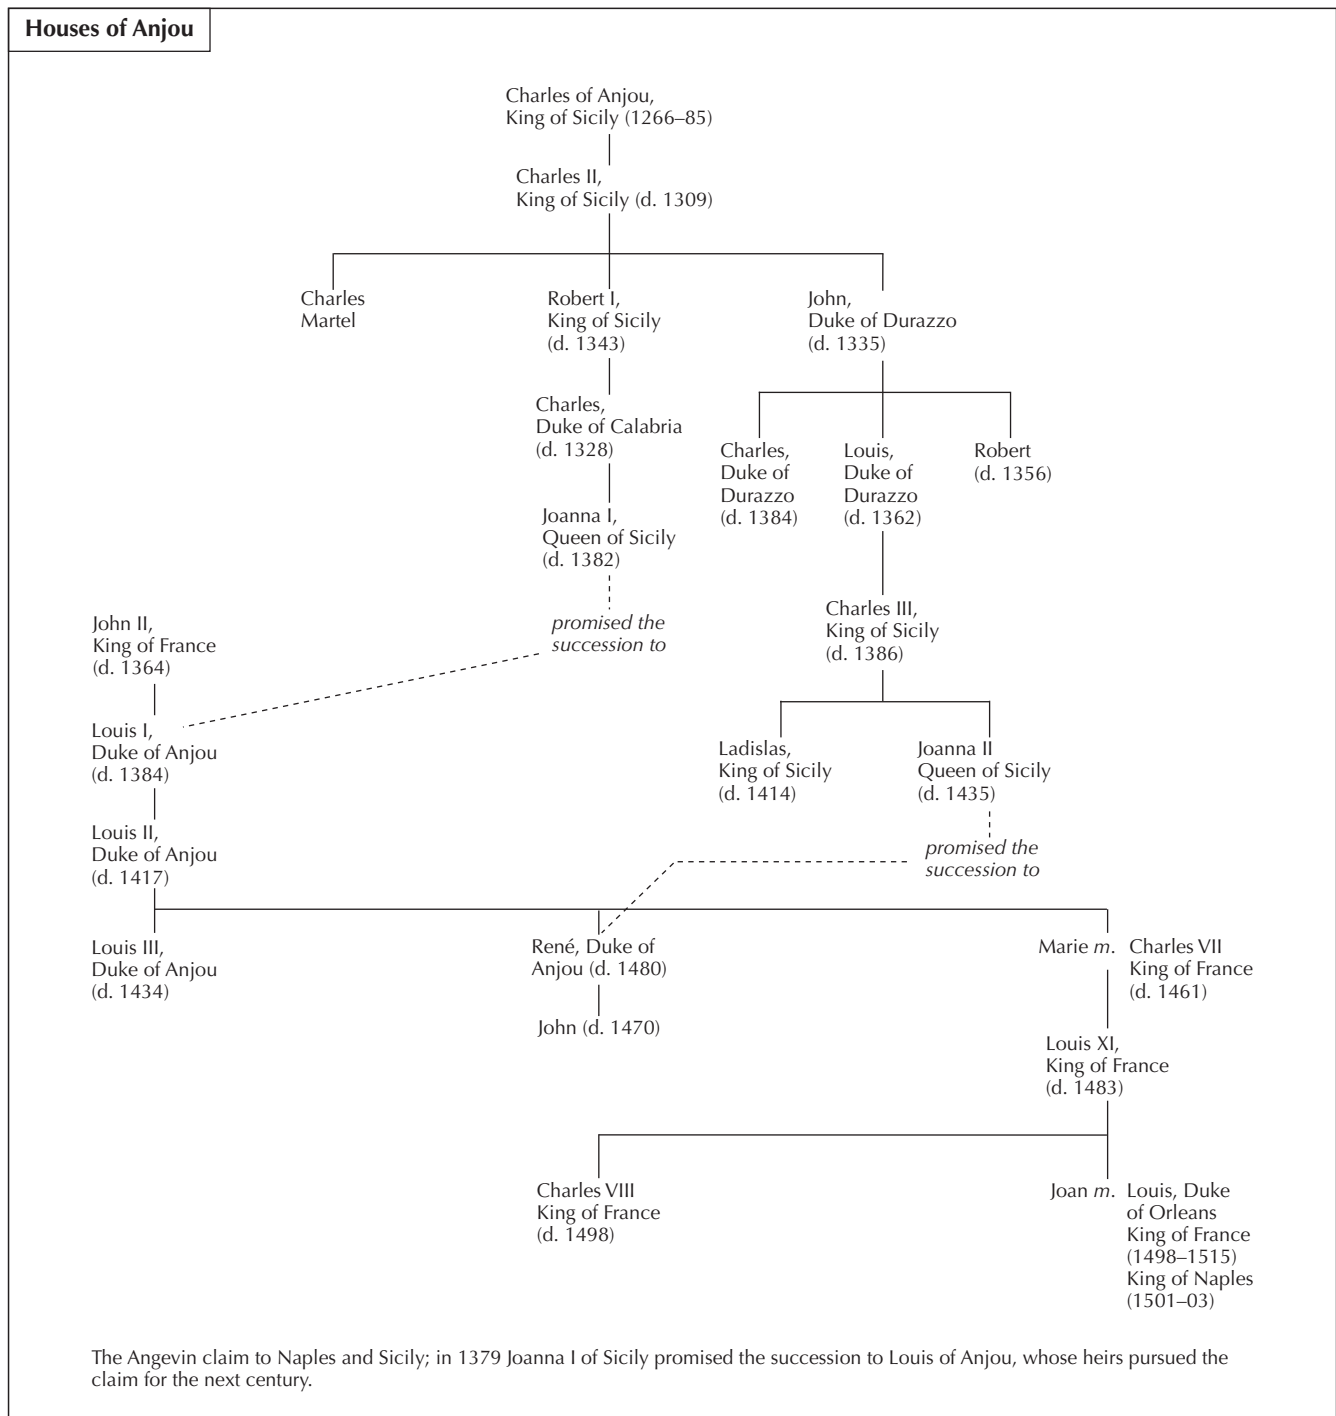 Houses of Anjou
Charles of Anjou,
King of Sicily (1266–85)
Charles II,
King of Sicily (d. 1309)
Charles
Martel
Robert I,
King of Sicily
(d. 1343)
John,
Duke of Durazzo
(d. 1335)
Charles,
Duke of Calabria
(d. 1328)
Charles,
Duke of
Durazzo
(d. 1384)
Louis,
Duke of
Durazzo
(d. 1362)
Robert
(d. 1356)
Joanna I,
Queen of Sicily
(d. 1382)
promised the
succession to
John II,
King of France
(d. 1364)
Charles III,
King of Sicily
(d. 1386)
Louis I,
Duke of Anjou
(d. 1384)
Ladislas,
King of Sicily
(d. 1414)
Joanna II
Queen of Sicily
(d. 1435)
Louis II,
Duke of Anjou
(d. 1417)
promised the
succession to
Louis III,
Duke of Anjou
(d. 1434)
René, Duke of
Anjou (d. 1480)
Marie m.
Charles VII
King of France
(d. 1461)
John (d. 1470)
Louis XI,
King of France
(d. 1483)
Charles VIII
King of France
(d. 1498)
Joan m.
Louis, Duke
of Orleans
King of France
(1498–1515)
King of Naples
(1501–03)
The Angevin claim to Naples and Sicily; in 1379 Joanna I of Sicily promised the succession to Louis of Anjou, whose heirs pursued the
claim for the next century.